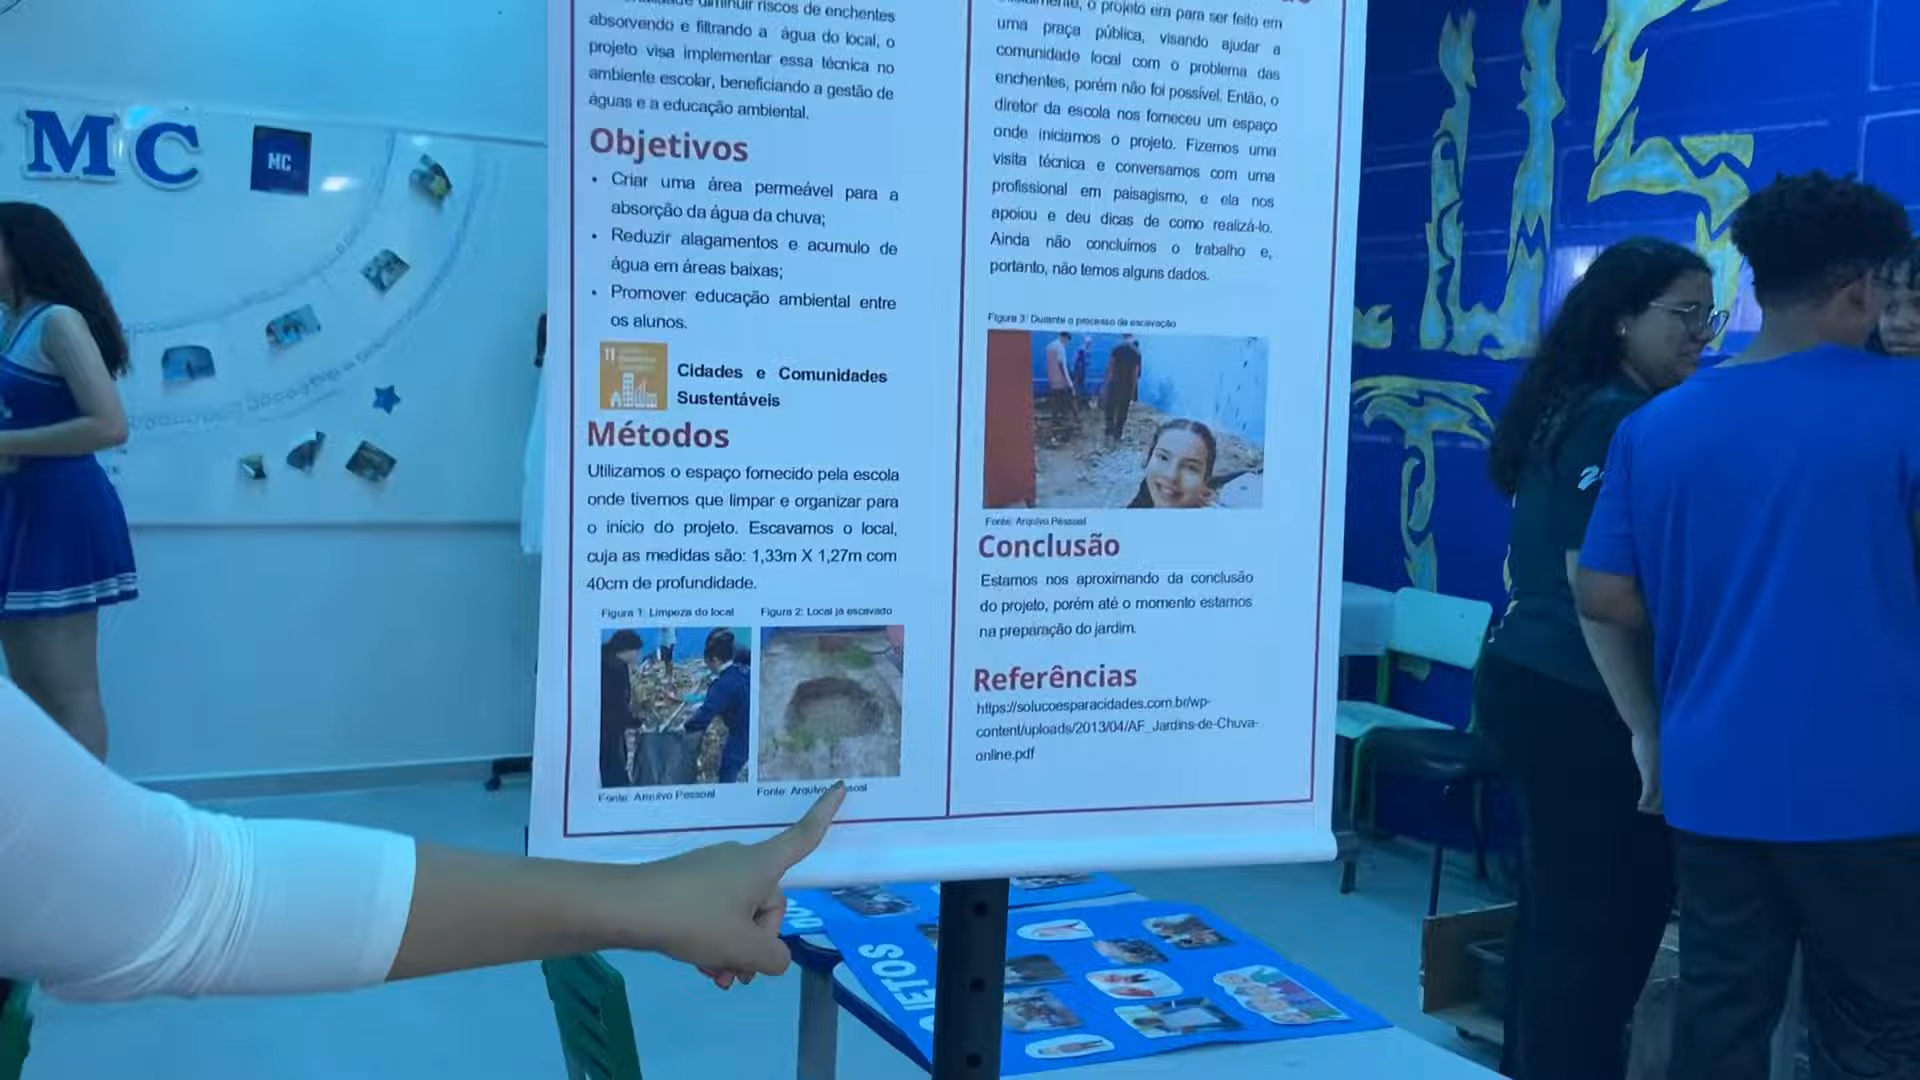 MC
MC
diminuir riscos de enchentes
absorvendo e filtrando a água do local, o
projeto visa implementar essa técnica no
ambiente escolar, beneficiando a gestão de
águas e a educação ambiental.
Objetivos
• Criar uma área permeável para a
absorção da água da chuva;
• Reduzir alagamentos e acumulo de
água em áreas baixas;
• Promover educação ambiental entre
os alunos.
11
Cidades e Comunidades
Sustentáveis
Métodos
Utilizamos o espaço fornecido pela escola
onde tivemos que limpar e organizar para
o início do projeto. Escavamos o local,
cuja as medidas são: 1,33m X 1,27m com
40cm de profundidade.
Figura 1: Limpeza do local
Figura 2: Local já escavado
Fonte: Arquivo Pessoal
Fonte: Arquivo
o projeto era para ser feito em
uma praça pública, visando ajudar a
comunidade local com o problema das
enchentes, porém não foi possível. Então, o
diretor da escola nos forneceu um espaço
onde iniciamos o projeto. Fizemos uma
visita técnica e conversamos com uma
profissional em paisagismo, e ela nos
apoiou e deu dicas de como realizá-lo.
Ainda não concluímos o trabalho e,
portanto, não temos alguns dados.
Figura 3: Durante o processo de escavação
Fonte: Arquivo Pessoal
Conclusão
Estamos nos aproximando da conclusão
do projeto, porém até o momento estamos
na preparação do jardim.
Referências
https://solucoesparacidades.com.br/wp-
content/uploads/2013/04/AF_Jardins-de-Chuva-
online.pdf